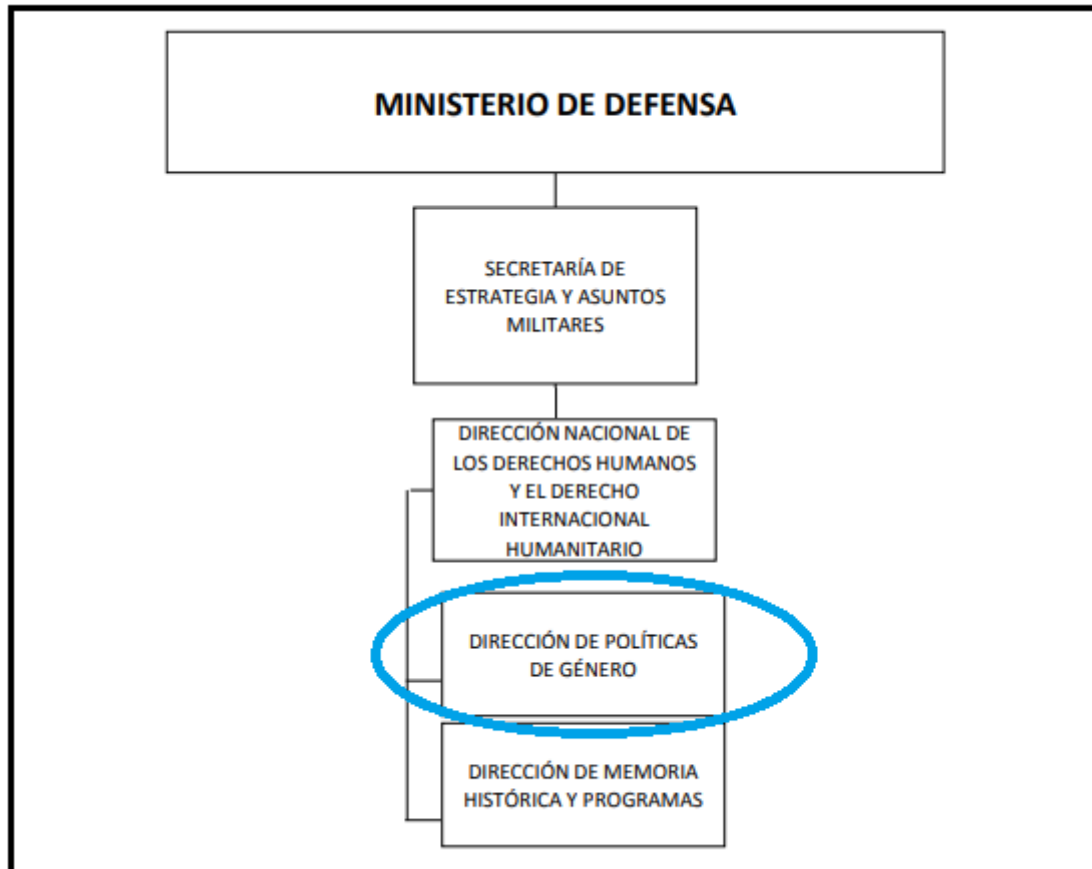 MINISTERIO DE DEFENSA
SECRETARÍA DE
ESTRATEGIA Y ASUNTOS
MILITARES
DIRECCIÓN NACIONAL DE
LOS DERECHOS HUMANOS
Y EL DERECHO
INTERNACIONAL
HUMANITARIO
DIRECCIÓN DE POLÍTICAS
DE GÉNERO
DIRECCIÓN DE MEMORIA
HISTÓRICA Y PROGRAMAS